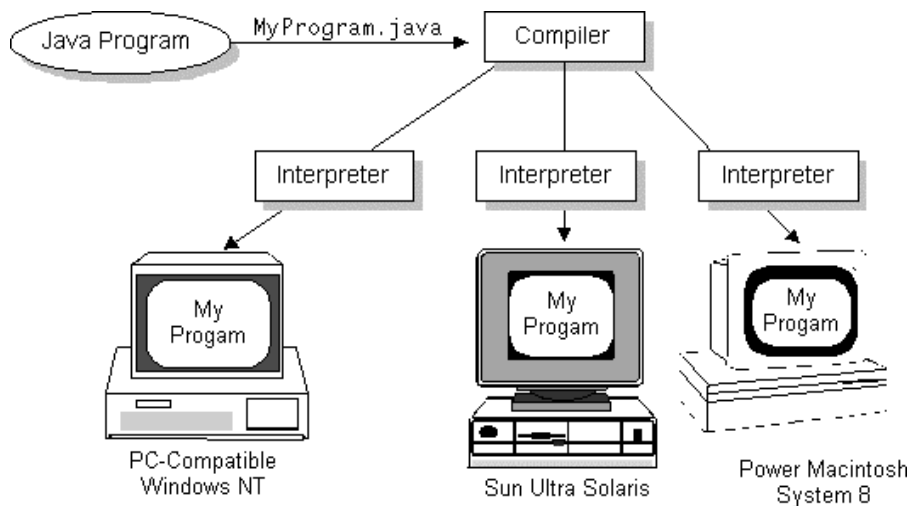 Java Program
MyProgram.java
Compiler
Interpreter
Interpreter
Interpreter
My
Progam
My
Progam
My
Progam
PC-Compatible
Windows NT
Sun Ultra Solaris
Power Macintosh
System 8